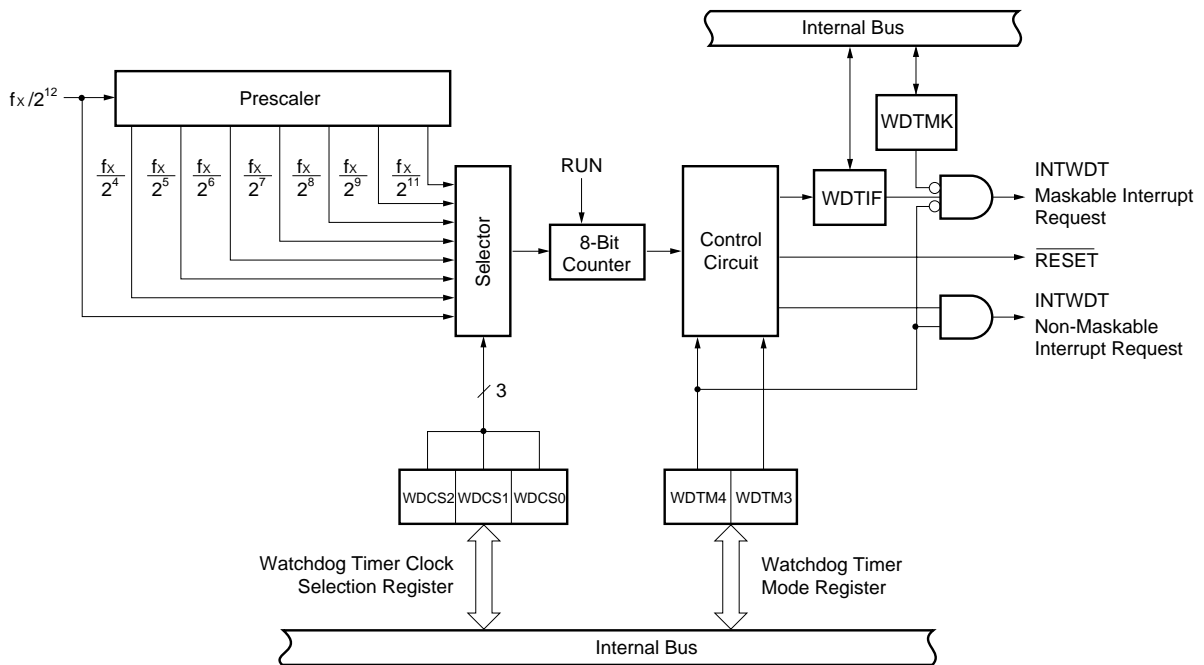 Internal Bus
Prescaler
fX/2^12
WDTMK
fX/2^4 fX/2^5 fX/2^6 fX/2^7 fX/2^8 fX/2^9 fX/2^11
RUN
INTWDT
Maskable Interrupt
Request
WDTIF
Selector
8-Bit
Counter
Control
Circuit
RESET
INTWDT
Non-Maskable
Interrupt Request
3
WDCS2 WDCS1 WDCS0
WDTM4 WDTM3
Watchdog Timer Clock
Selection Register
Watchdog Timer
Mode Register
Internal Bus